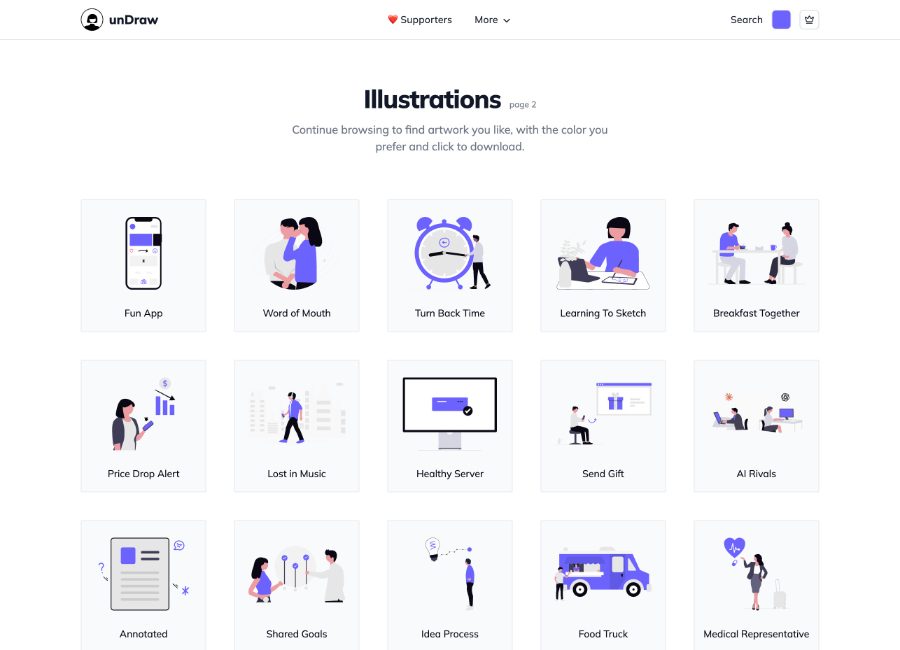 unDraw
❤️ Supporters
More
Search
Illustrations page 2
Continue browsing to find artwork you like, with the color you
prefer and click to download.
Fun App
Word of Mouth
Turn Back Time
Learning To Sketch
Breakfast Together
Price Drop Alert
Lost in Music
Healthy Server
Send Gift
AI Rivals
Annotated
Shared Goals
Idea Process
Food Truck
Medical Representative